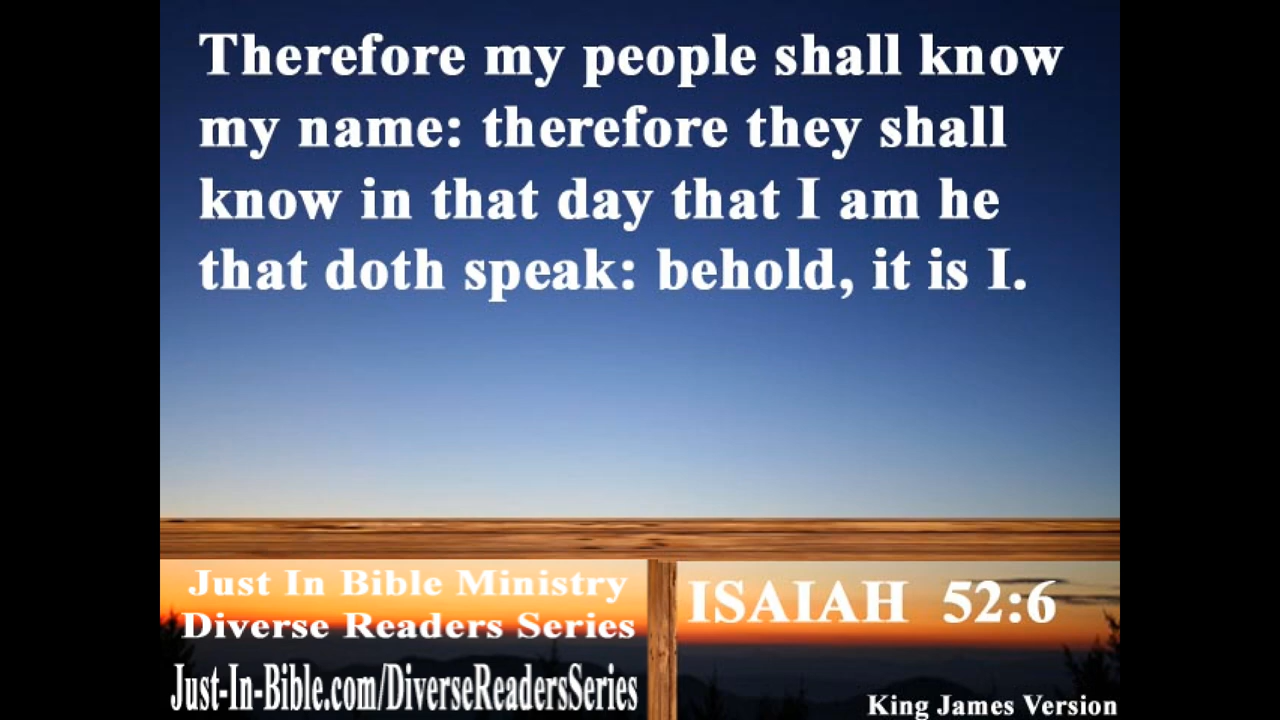 Therefore my people shall know
my name: therefore they shall
know in that day that I am he
that doth speak: behold, it is I.
Just In Bible Ministry
Diverse Readers Series
Just-In-Bible.com/DiverseReadersSeries
ISAIAH 52:6
King James Version